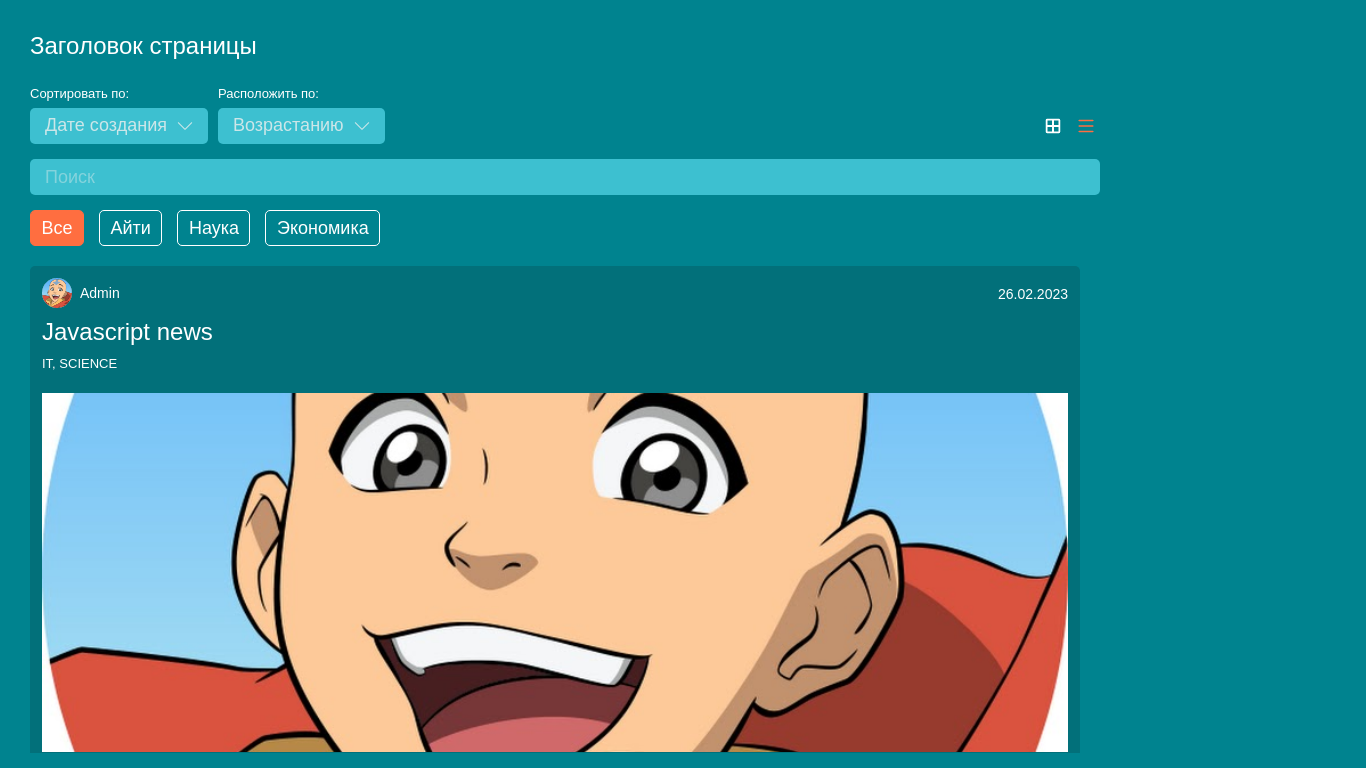 Заголовок страницы
Сортировать по: Расположить по:
Дате создания Возрастанию
Поиск
Все Айти Наука Экономика
Admin 26.02.2023
Javascript news
IT, SCIENCE